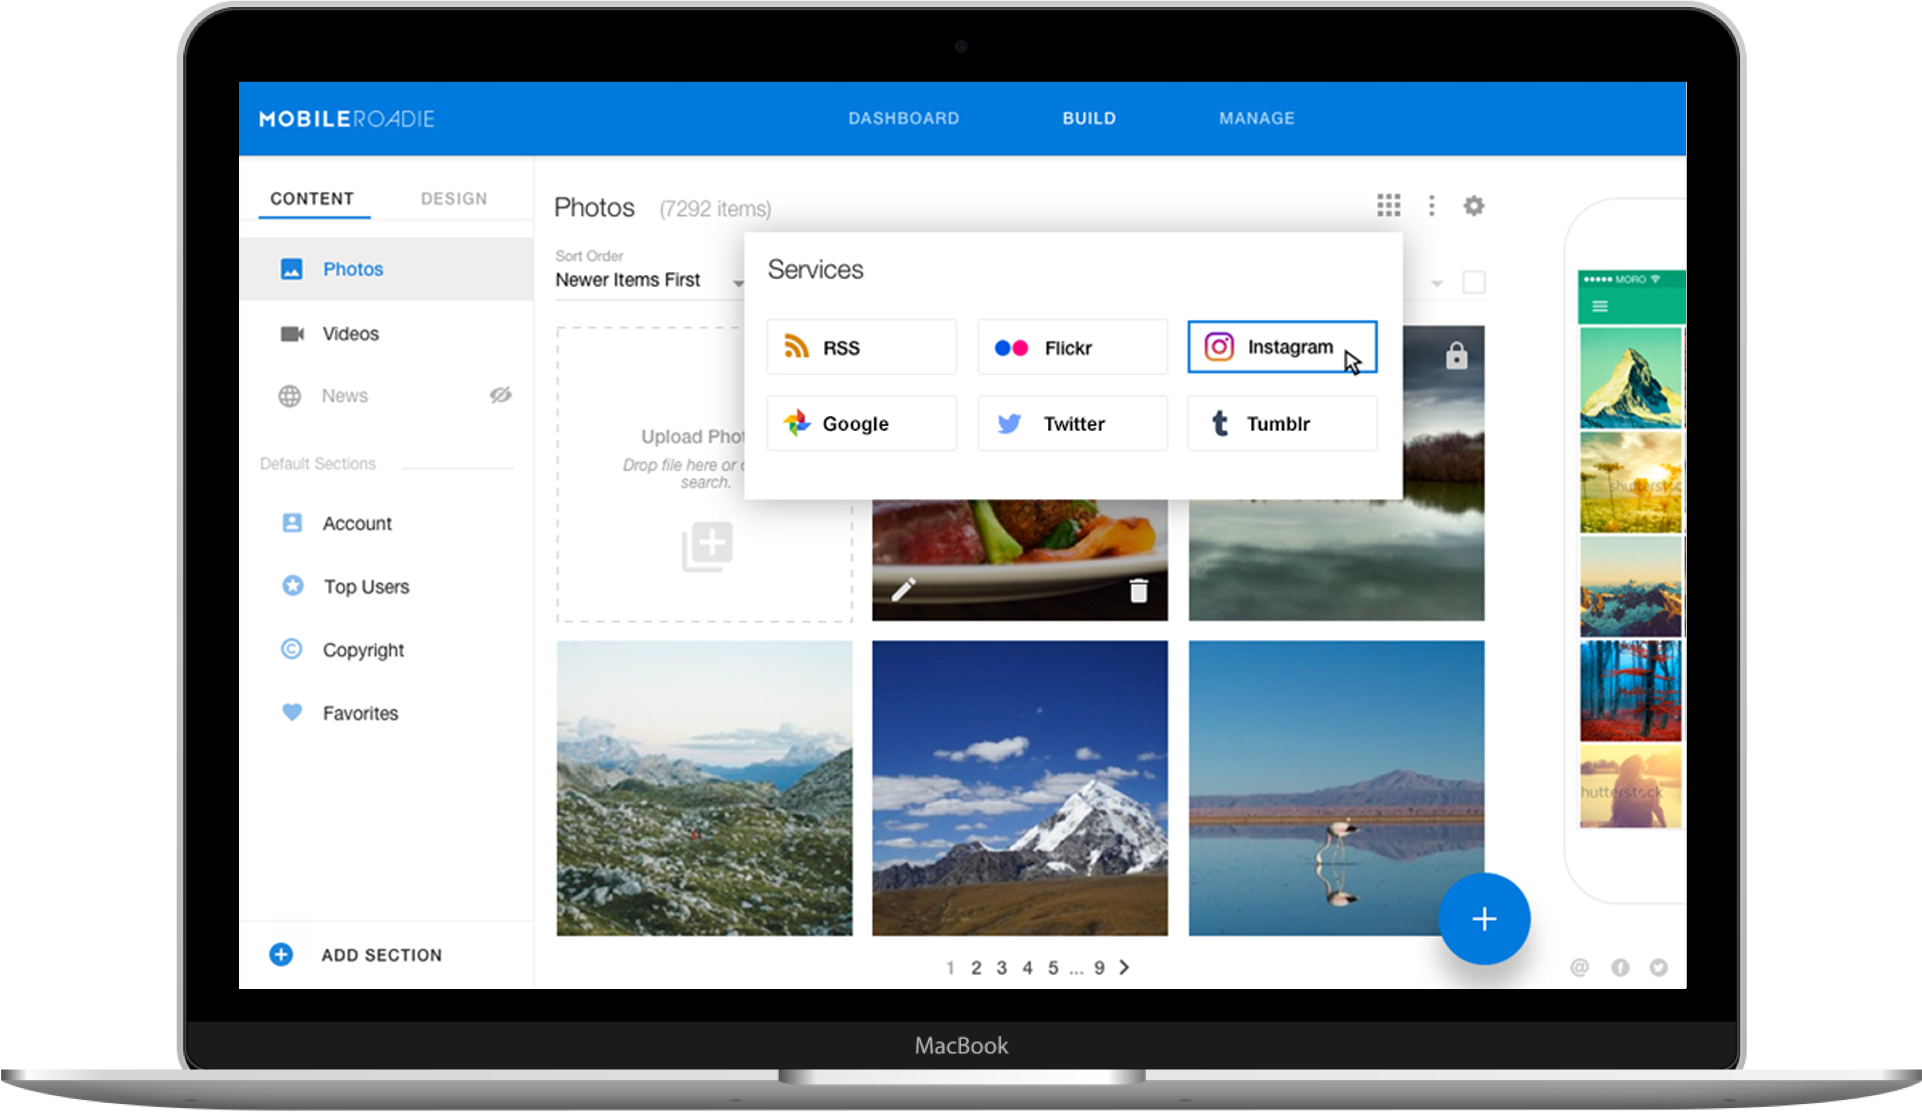 MOBILEROADIE
DASHBOARD
BUILD
MANAGE
CONTENT
DESIGN
Photos
Videos
News
Default Sections
Account
Top Users
Copyright
Favorites
ADD SECTION
Photos (7292 items)
Sort Order
Newer Items First
Services
RSS
Flickr
Instagram
Google
Twitter
Tumblr
Drop file here or
search.
1 2 3 4 5 ... 9
MORO
shutterstock
MacBook